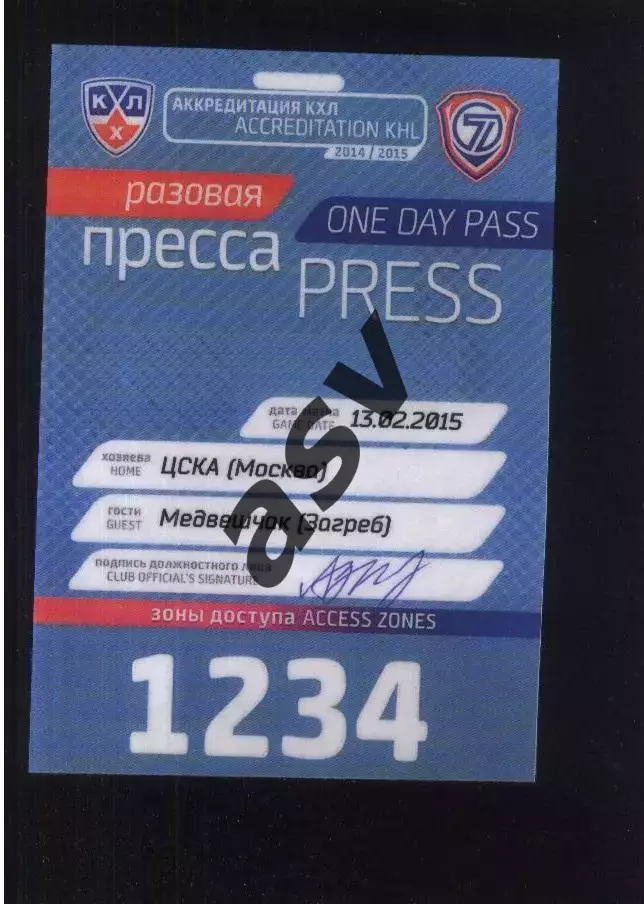 КХЛ
АККРЕДИТАЦИЯ КХЛ
ACCREDITATION KHL
2014 / 2015
разовая
ONE DAY PASS
пресса
PRESS
дата матча
GAME DATE
13.02.2015
хозяева
HOME
ЦСКА (Москва)
гости
GUEST
Медвешчак (Загреб)
подпись должностного лица
CLUB OFFICIAL'S SIGNATURE
зоны доступа ACCESS ZONES
1234
asv